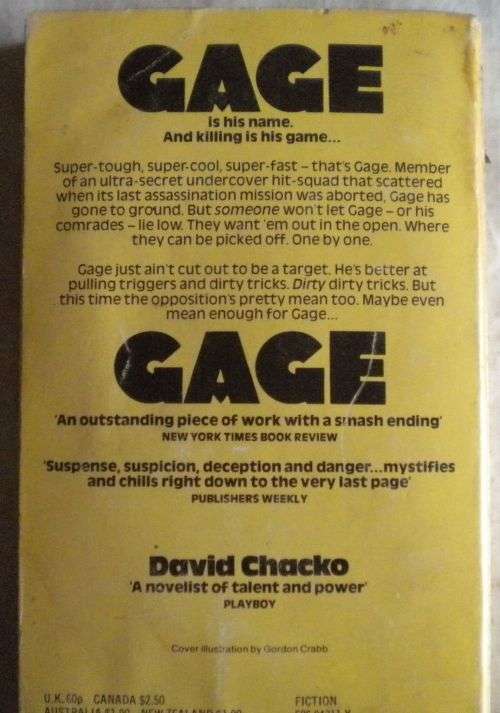 GAGE
is his name.
And killing is his game...
Super-tough, super-cool, super-fast – that's Gage. Member
of an ultra-secret undercover hit-squad that scattered
when its last assassination mission was aborted, Gage has
gone to ground. But someone won't let Gage – or his
comrades – lie low. They want 'em out in the open. Where
they can be picked off. One by one.
Gage just ain't cut out to be a target. He's better at
pulling triggers and dirty tricks. Dirty dirty tricks. But
this time the opposition's pretty mean too. Maybe even
mean enough for Gage...
GAGE
'An outstanding piece of work with a smash ending'
NEW YORK TIMES BOOK REVIEW
'Suspense, suspicion, deception and danger...mystifies
and chills right down to the very last page'
PUBLISHERS WEEKLY
David Chacko
'A novelist of talent and power'
PLAYBOY
Cover illustration by Gordon Crabb
U.K. 60p CANADA $2.50
FICTION
AUSTRALIA NEW ZEALAND